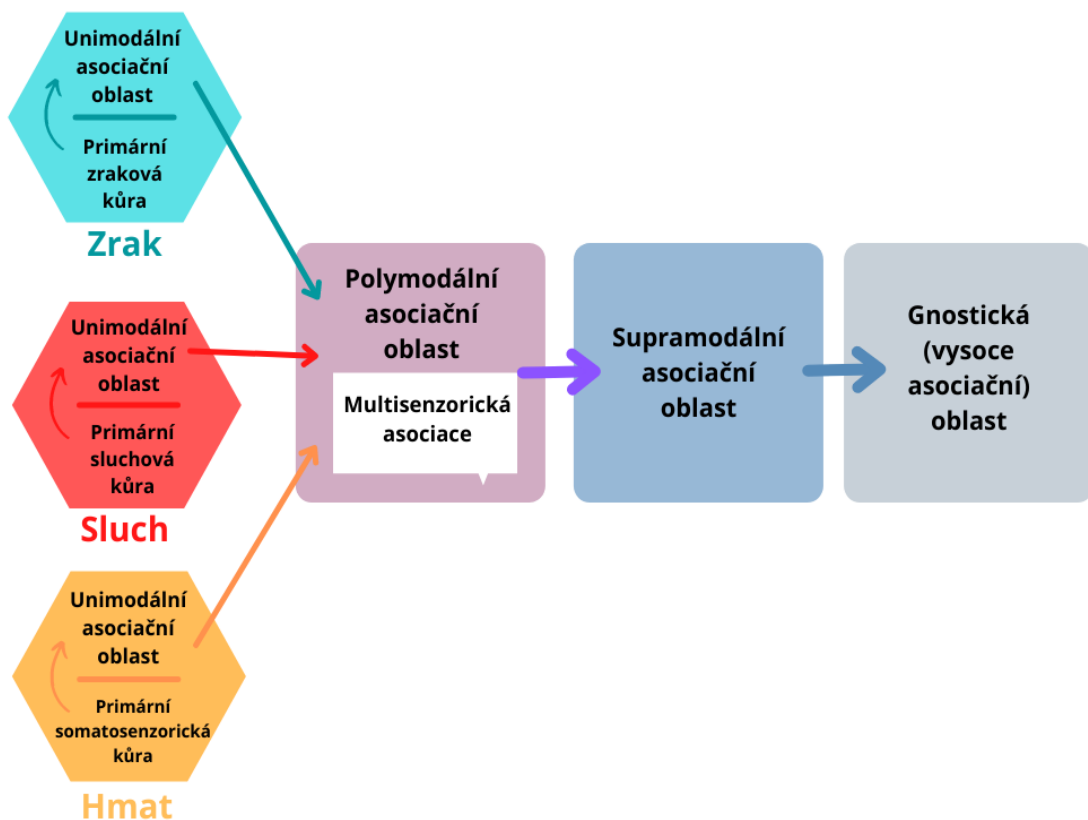 Unimodální
asociační
oblast
Primární
zraková
kůra
Zrak
Unimodální
asociační
oblast
Primární
sluchová
kůra
Sluch
Unimodální
asociační
oblast
Primární
somatosenzorická
kůra
Hmat
Polymodální
asociační
oblast
Multisenzorická
asociace
Supramodální
asociační
oblast
Gnostická
(vysoce
asociační)
oblast